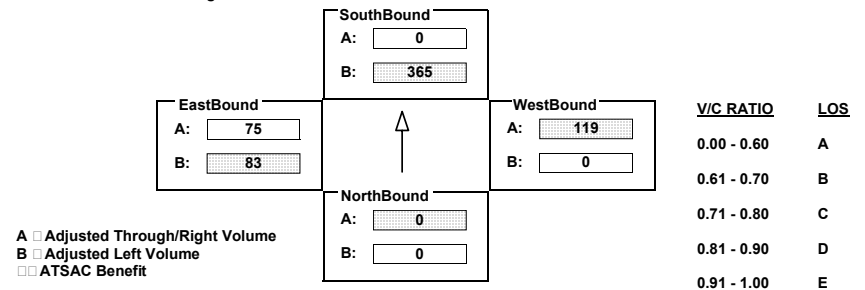 SouthBound
A: 0
B: 365
EastBound
A: 75
B: 83
WestBound
A: 119
B: 0
NorthBound
A: 0
B: 0
A □ Adjusted Through/Right Volume
B □ Adjusted Left Volume
□□ ATSAC Benefit
V/C RATIO LOS
0.00 - 0.60 A
0.61 - 0.70 B
0.71 - 0.80 C
0.81 - 0.90 D
0.91 - 1.00 E